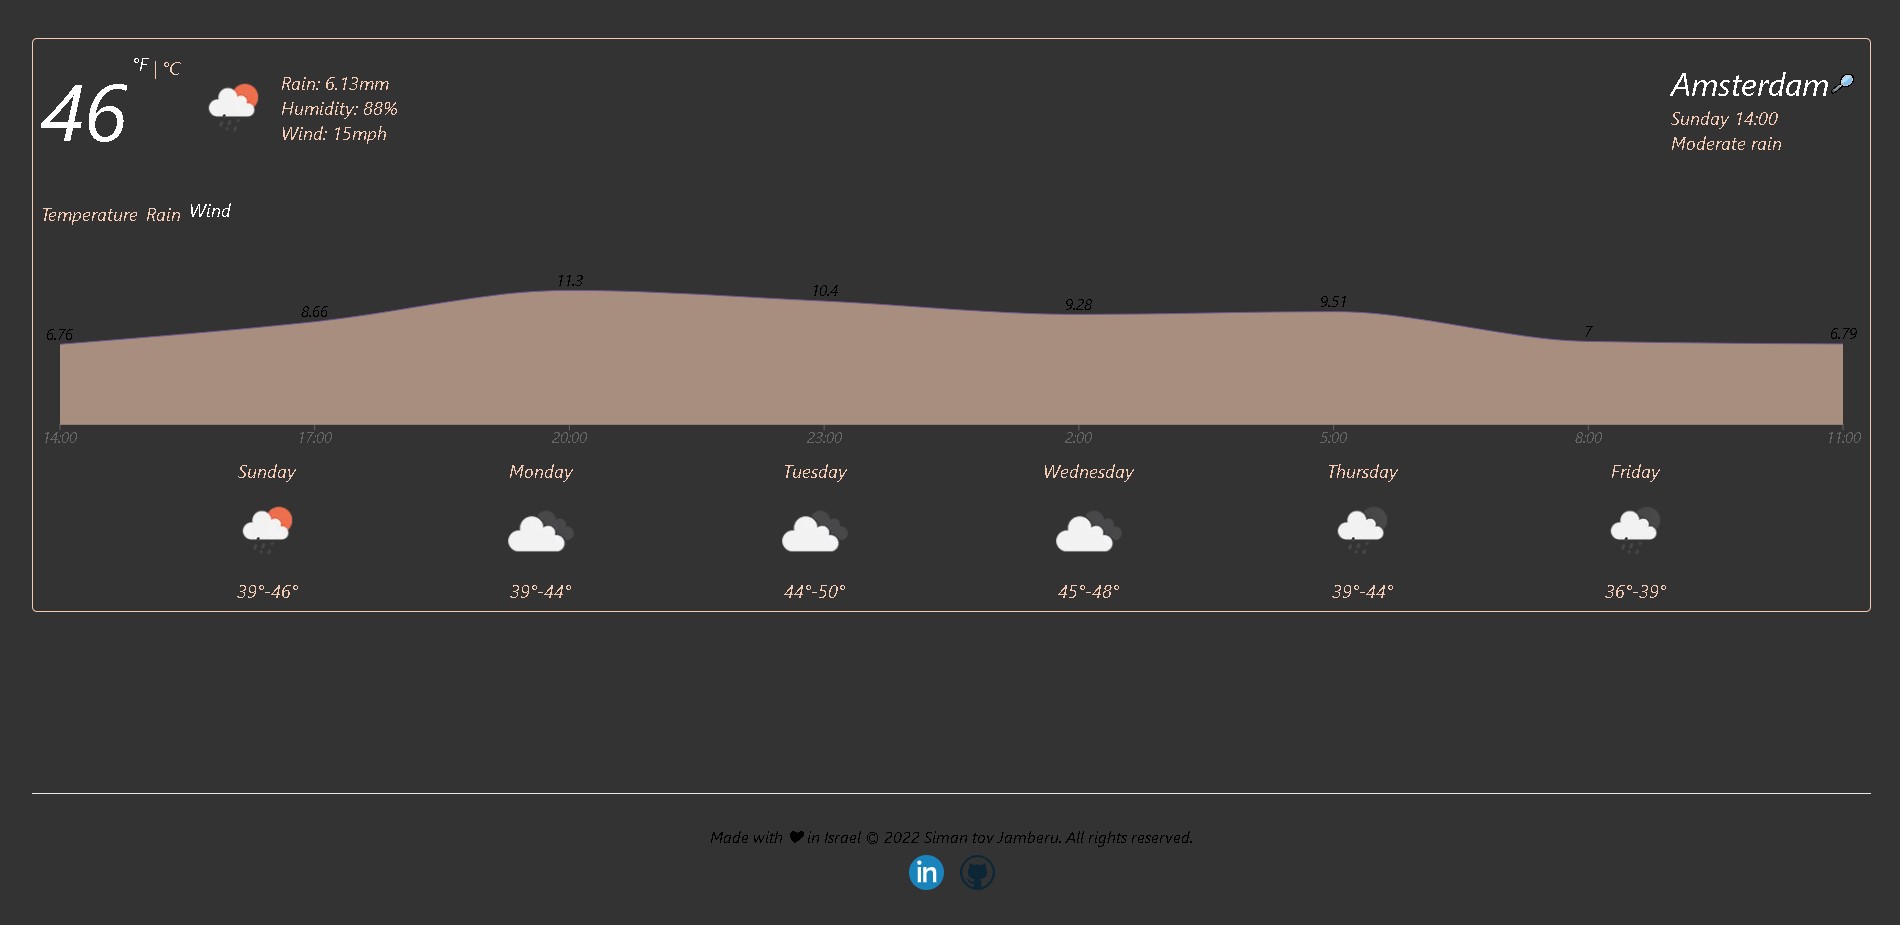 46 °F | °C
Rain: 6.13mm
Humidity: 88%
Wind: 15mph
Amsterdam
Sunday 14:00
Moderate rain
Temperature Rain Wind
6.76 8.66 11.3 10.4 9.28 9.51 7 6.79
14:00 17:00 20:00 23:00 2:00 5:00 8:00 11:00
Sunday Monday Tuesday Wednesday Thursday Friday
39°-46° 39°-44° 44°-50° 45°-48° 39°-44° 36°-39°
Made with ♥ in Israel © 2022 Siman tov Jamberu. All rights reserved.
in